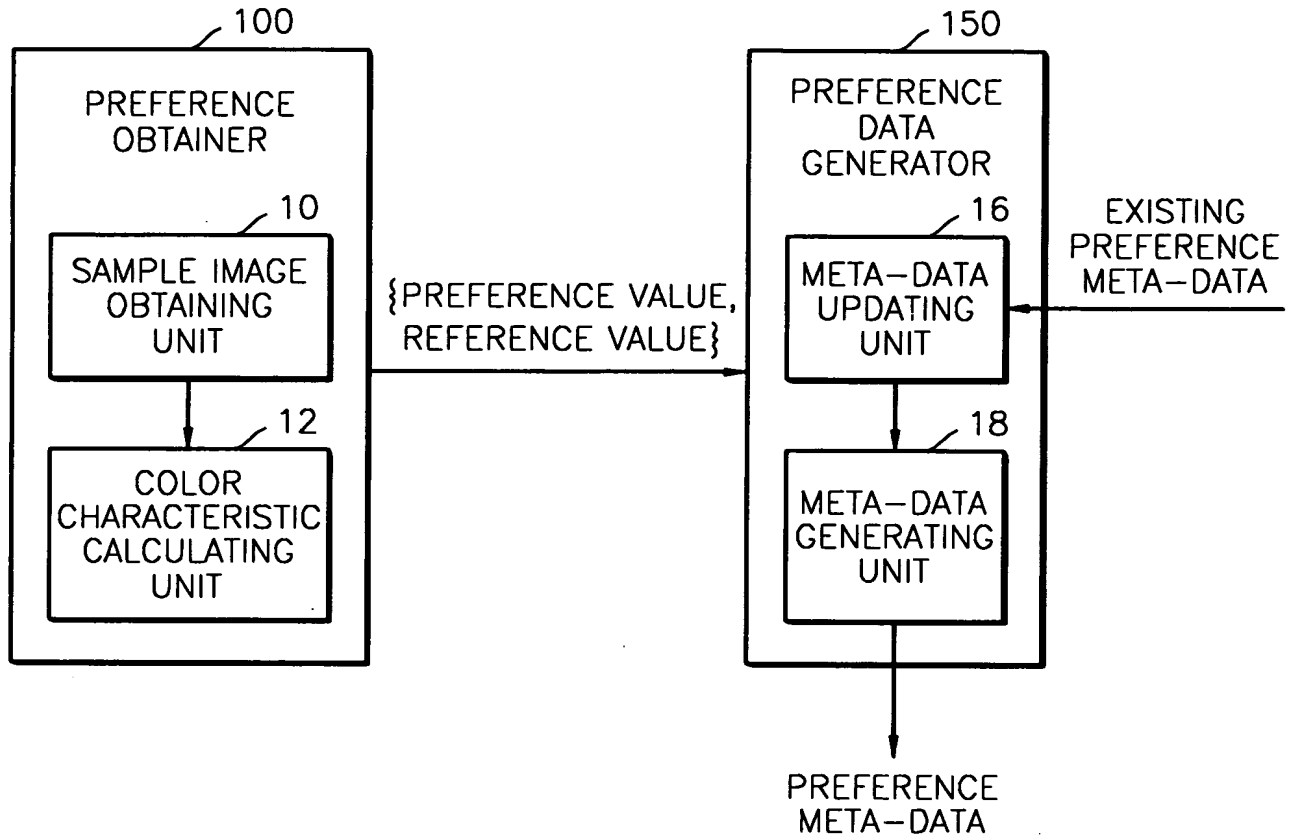 100
PREFERENCE
OBTAINER
10
SAMPLE IMAGE
OBTAINING
UNIT
12
COLOR
CHARACTERISTIC
CALCULATING
UNIT
{PREFERENCE VALUE,
REFERENCE VALUE}
150
PREFERENCE
DATA
GENERATOR
16
META-DATA
UPDATING
UNIT
EXISTING
PREFERENCE
META-DATA
18
META-DATA
GENERATING
UNIT
PREFERENCE
META-DATA